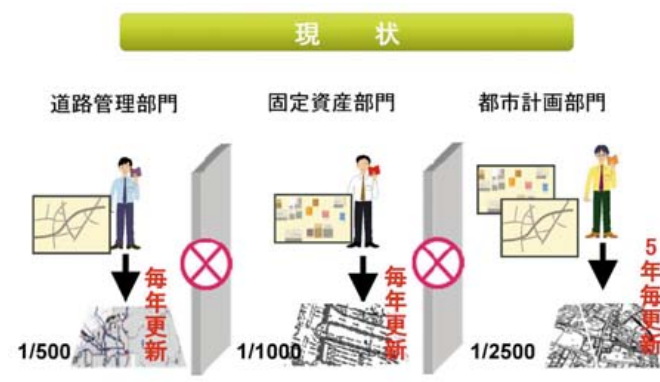 現 状
道路管理部門
固定資産部門
都市計画部門
毎年更新
毎年更新
5年毎更新
1/500
1/1000
1/2500